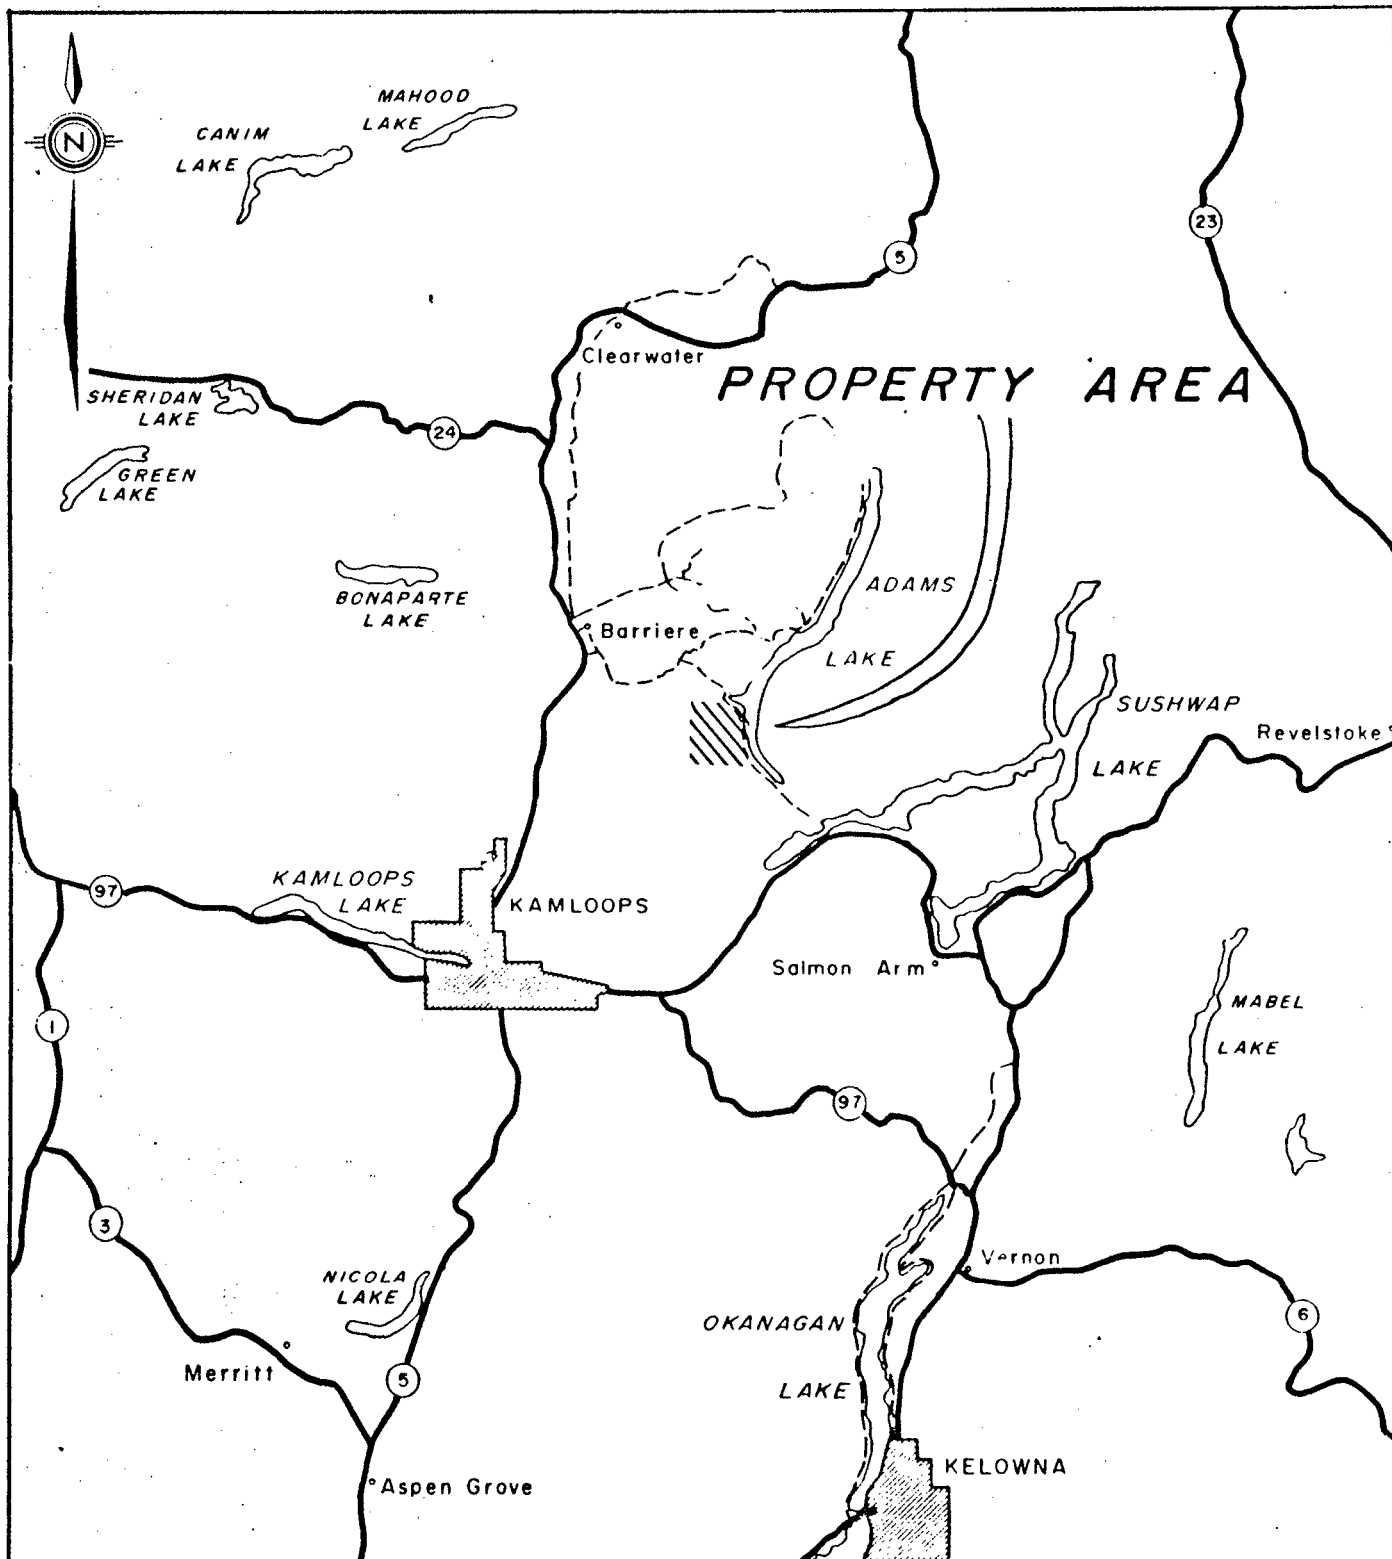 N
MAHOOD
LAKE
CANIM
LAKE
23
5
Clearwater
PROPERTY AREA
SHERIDAN
LAKE
24
GREEN
LAKE
BONAPARTE
LAKE
ADAMS
LAKE
Barriere
SUSHWAP
LAKE
Revelstoke
KAMLOOPS
LAKE
97
KAMLOOPS
Salmon Arm
MABEL
LAKE
1
97
3
Vernon
NICOLA
LAKE
OKANAGAN
LAKE
6
Merritt
5
KELOWNA
Aspen Grove